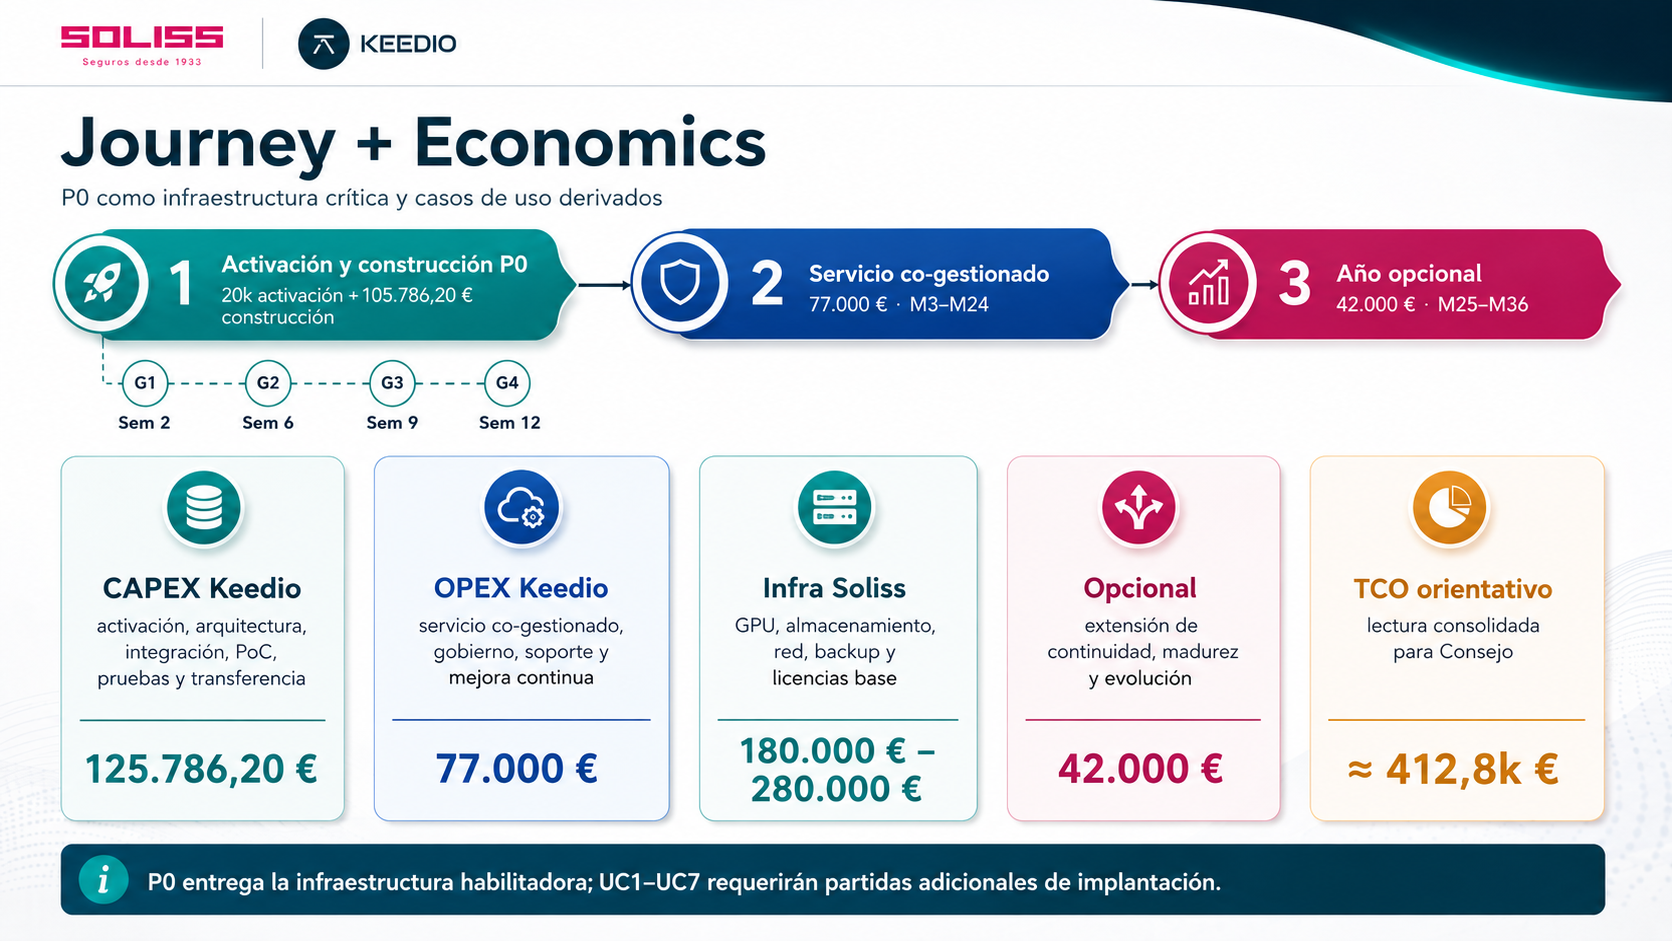 SOLISS
Seguros desde 1933
KEEDIO
Journey + Economics
P0 como infraestructura crítica y casos de uso derivados
1
Activación y construcción P0
20k activación + 105.786,20 €
construcción
2
Servicio co-gestionado
77.000 € · M3–M24
3
Año opcional
42.000 € · M25–M36
G1
G2
G3
G4
Sem 2
Sem 6
Sem 9
Sem 12
CAPEX Keedio
activación, arquitectura,
integración, PoC,
pruebas y transferencia
125.786,20 €
OPEX Keedio
servicio co-gestionado,
gobierno, soporte y
mejora continua
77.000 €
Infra Soliss
GPU, almacenamiento,
red, backup y
licencias base
180.000 € –
280.000 €
Opcional
extensión de
continuidad, madurez
y evolución
42.000 €
TCO orientativo
lectura consolidada
para Consejo
≈ 412,8k €
i
P0 entrega la infraestructura habilitadora; UC1–UC7 requerirán partidas adicionales de implantación.